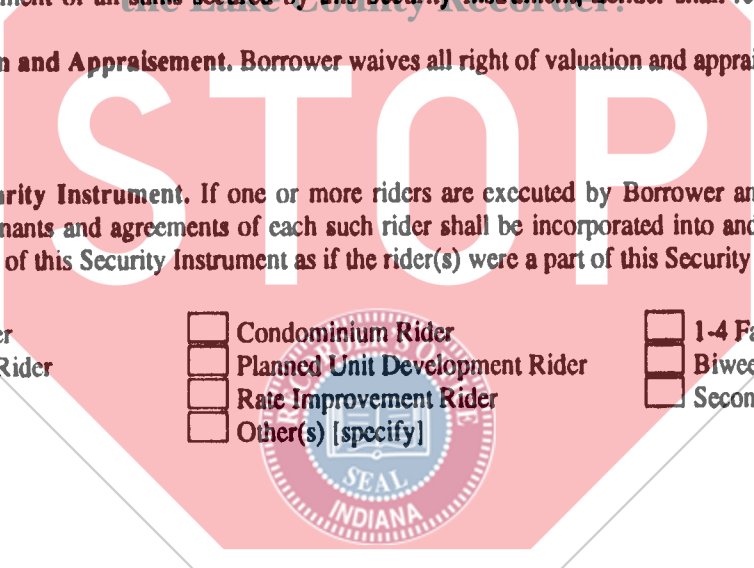 the Lake County Recorder!
n and Appraisement. Borrower waives all right of valuation and apprai
STOP
rity Instrument. If one or more riders are executed by Borrower an
nants and agreements of each such rider shall be incorporated into and
of this Security Instrument as if the rider(s) were a part of this Security
er Condominium Rider 1-4 Fa
Rider Planned Unit Development Rider Biwee
Rate Improvement Rider Secon
Other(s) [specify]
RECORDER'S OFFICE
SEAL
INDIANA